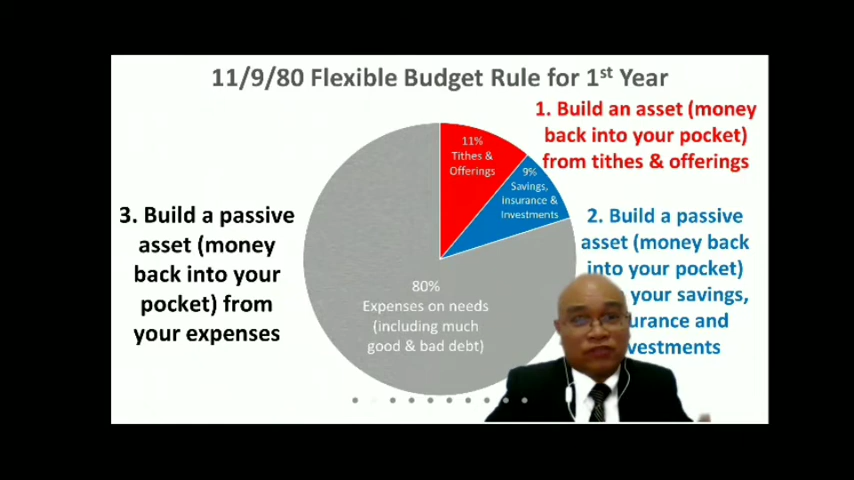 11/9/80 Flexible Budget Rule for 1st Year
1. Build an asset (money
back into your pocket)
from tithes & offerings
11%
Tithes &
Offerings
9%
Savings,
Insurance &
Investments
3. Build a passive
asset (money
back into your
pocket) from
your expenses
2. Build a passive
asset (money back
into your pocket)
your savings,
and
80%
Expenses on needs
(including much
good & bad debt)